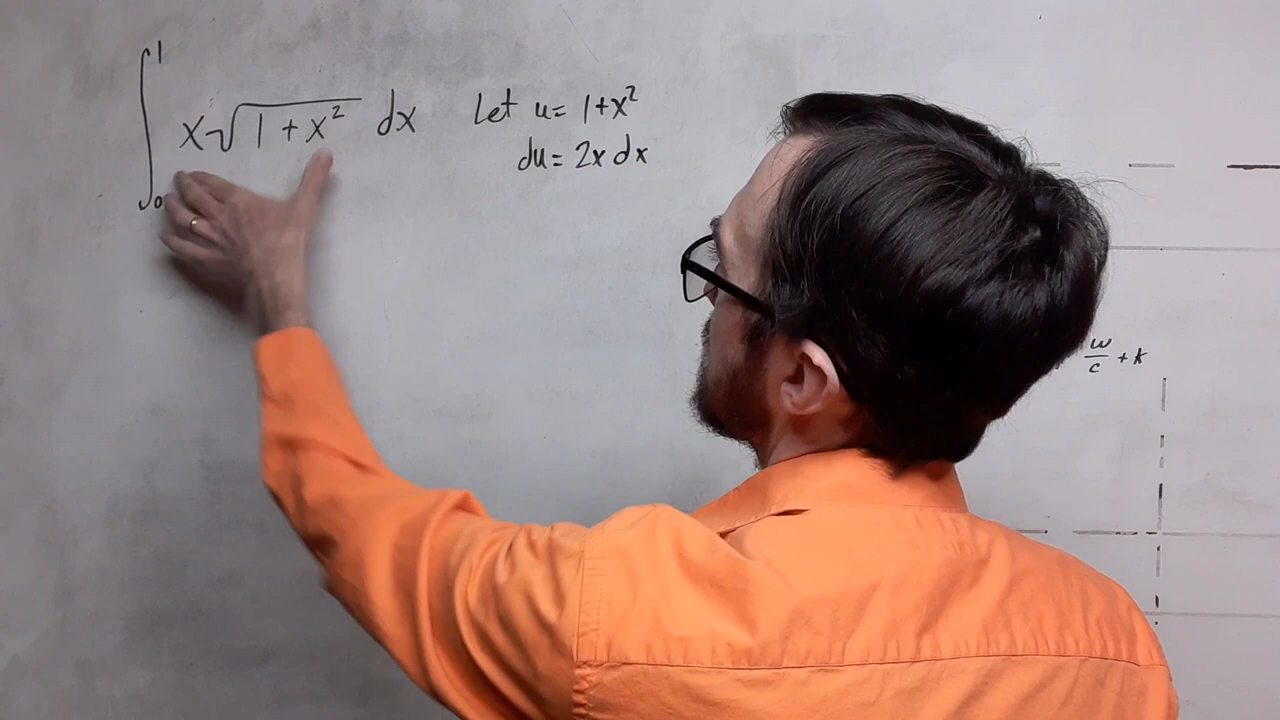 ∫₀¹ x√(1 + x²) dx
Let u = 1 + x²
du = 2x dx
w/c + k